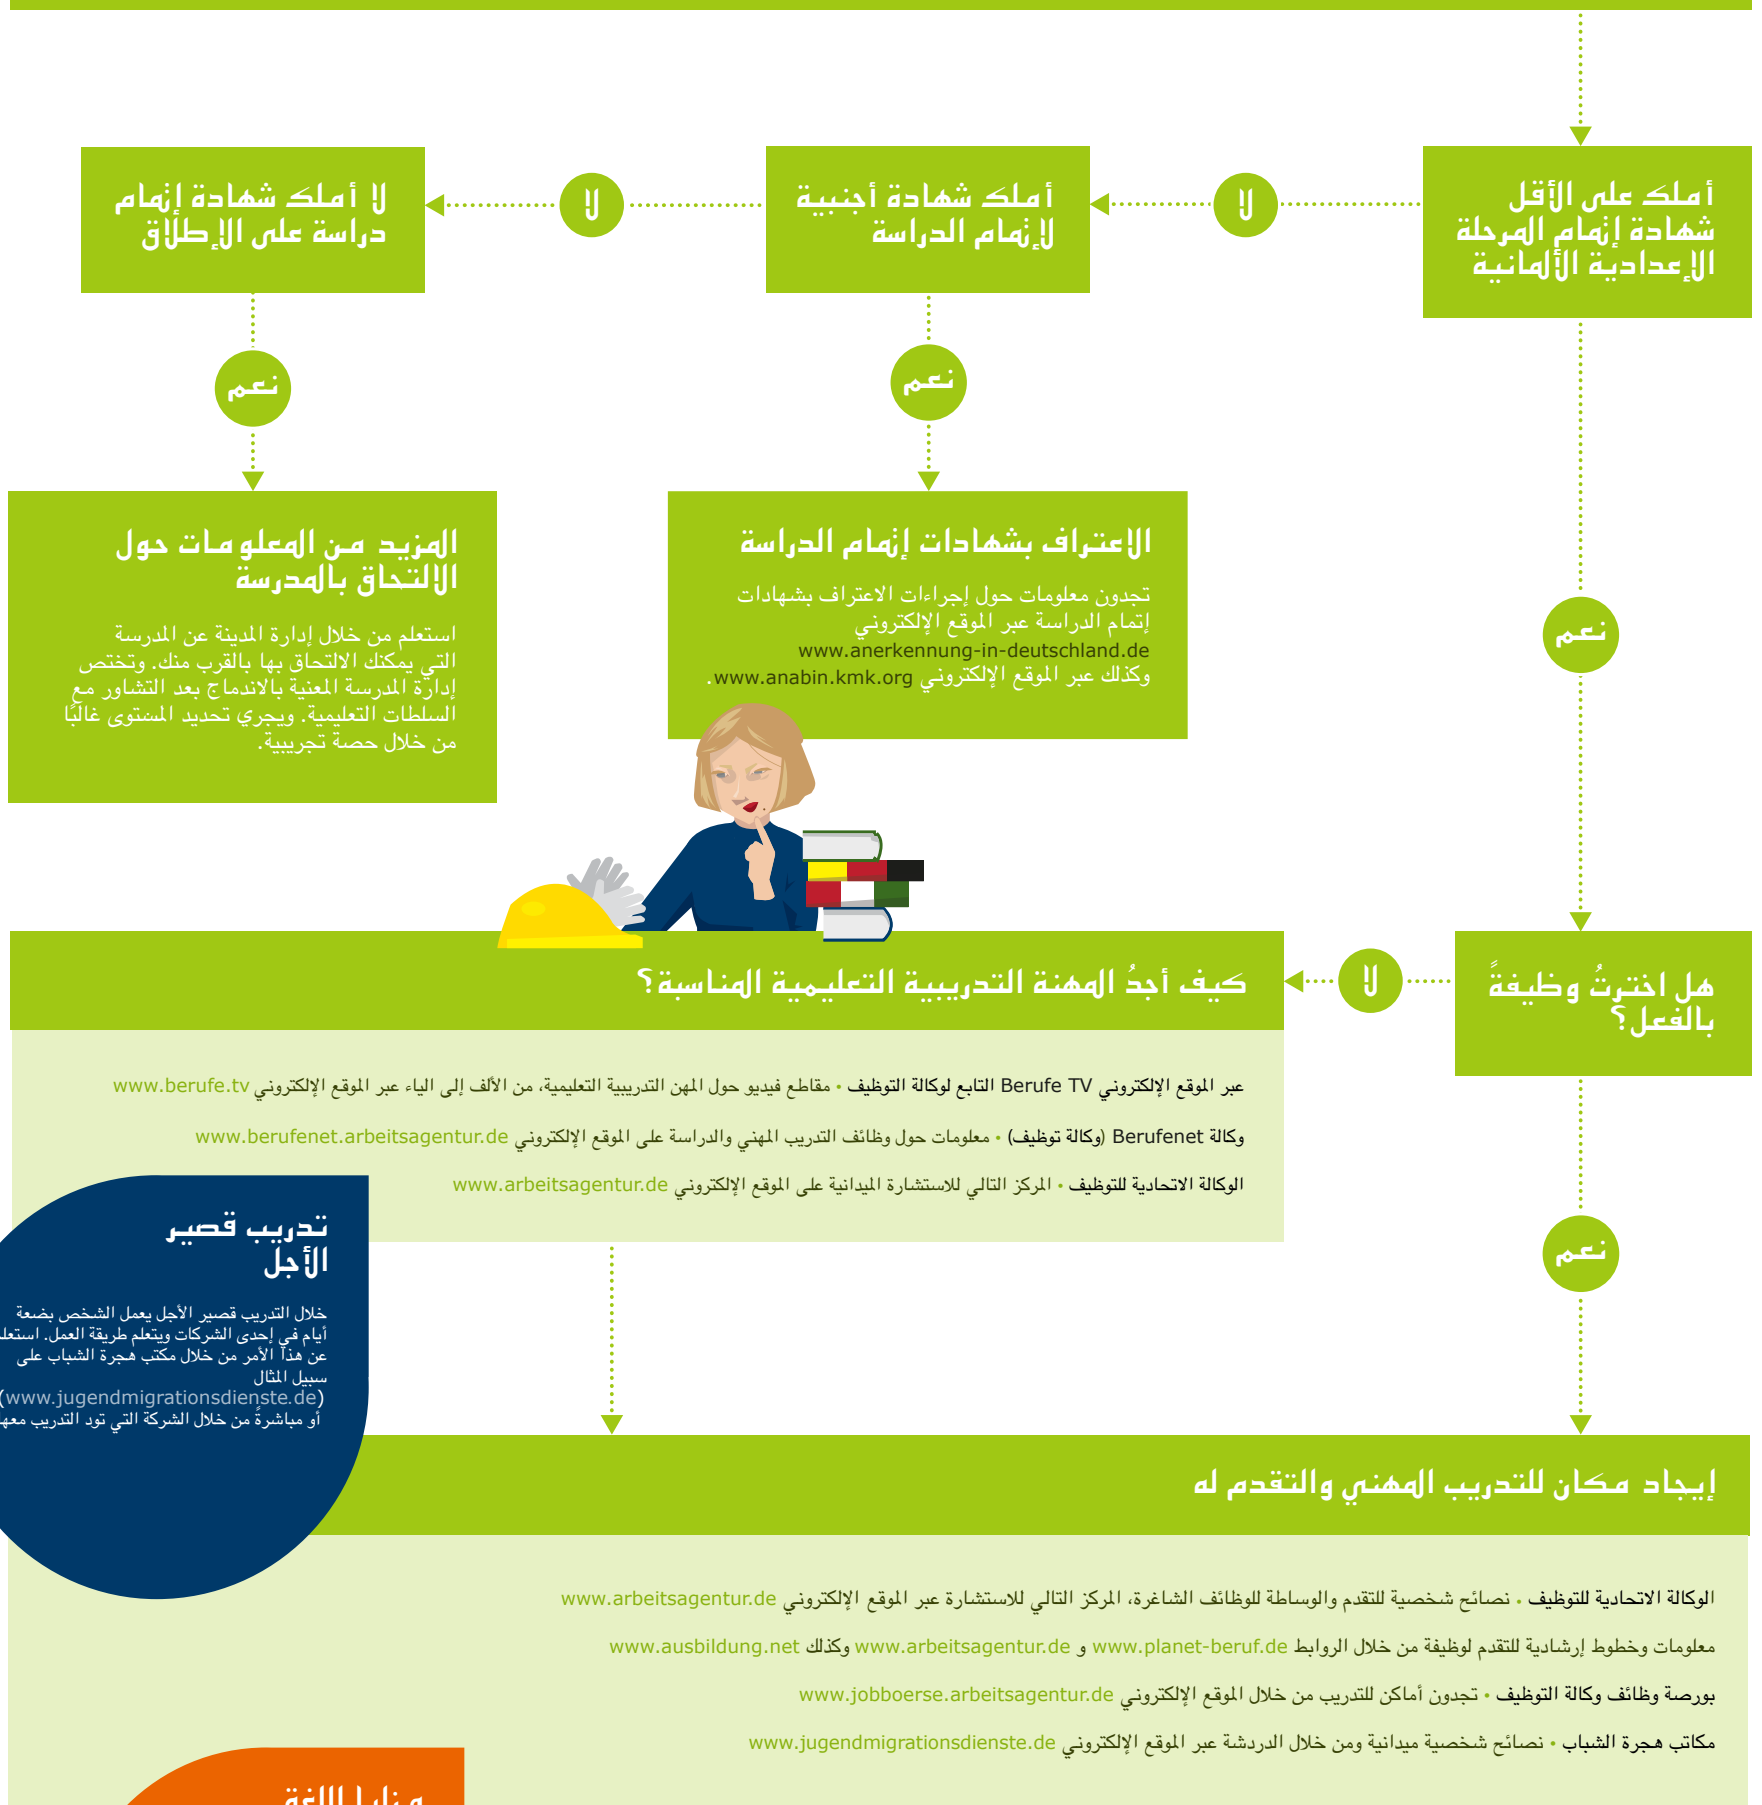 أملك على الأقل
شهادة إتمام المرحلة
الإعدادية الألمانية
لا
أملك شهادة أجنبية
لإتمام الدراسة
لا
لا أملك شهادة إتمام
دراسة على الإطلاق
نعم
نعم
نعم
الاعتراف بشهادات إتمام الدراسة
تجدون معلومات حول إجراءات الاعتراف بشهادات
إتمام الدراسة عبر الموقع الإلكتروني
www.anerkennung-in-deutschland.de
وكذلك عبر الموقع الإلكتروني www.anabin.kmk.org.
المزيد من المعلومات حول
الالتحاق بالمدرسة
استعلم من خلال إدارة المدينة عن المدرسة
التي يمكنك الالتحاق بها بالقرب منك. وتختص
إدارة المدرسة المعنية بالاندماج بعد التشاور مع
السلطات التعليمية. ويجري تحديد المستوى غالبًا
من خلال حصة تجريبية.
هل اخترتُ وظيفةً
بالفعل؟
لا
كيف أجدُ المهنة التدريبية التعليمية المناسبة؟
عبر الموقع الإلكتروني Berufe TV التابع لوكالة التوظيف • مقاطع فيديو حول المهن التدريبية التعليمية، من الألف إلى الياء عبر الموقع الإلكتروني www.berufe.tv
وكالة Berufenet (وكالة توظيف) • معلومات حول وظائف التدريب المهني والدراسة على الموقع الإلكتروني www.berufenet.arbeitsagentur.de
الوكالة الاتحادية للتوظيف • المركز التالي للاستشارة الميدانية على الموقع الإلكتروني www.arbeitsagentur.de
نعم
تدريب قصير
الأجل
خلال التدريب قصير الأجل يعمل الشخص بضعة
أيام في إحدى الشركات ويتعلم طريقة العمل. استعلم
عن هذا الأمر من خلال مكتب هجرة الشباب على
سبيل المثال
(www.jugendmigrationsdienste.de)
أو مباشرةً من خلال الشركة التي تود التدريب معها
إيجاد مكان للتدريب المهني والتقدم له
الوكالة الاتحادية للتوظيف • نصائح شخصية للتقدم والوساطة للوظائف الشاغرة، المركز التالي للاستشارة عبر الموقع الإلكتروني www.arbeitsagentur.de
معلومات وخطوط إرشادية للتقدم لوظيفة من خلال الروابط www.planet-beruf.de و www.arbeitsagentur.de وكذلك www.ausbildung.net
بورصة وظائف وكالة التوظيف • تجدون أماكن للتدريب من خلال الموقع الإلكتروني www.jobboerse.arbeitsagentur.de
مكاتب هجرة الشباب • نصائح شخصية ميدانية ومن خلال الدردشة عبر الموقع الإلكتروني www.jugendmigrationsdienste.de